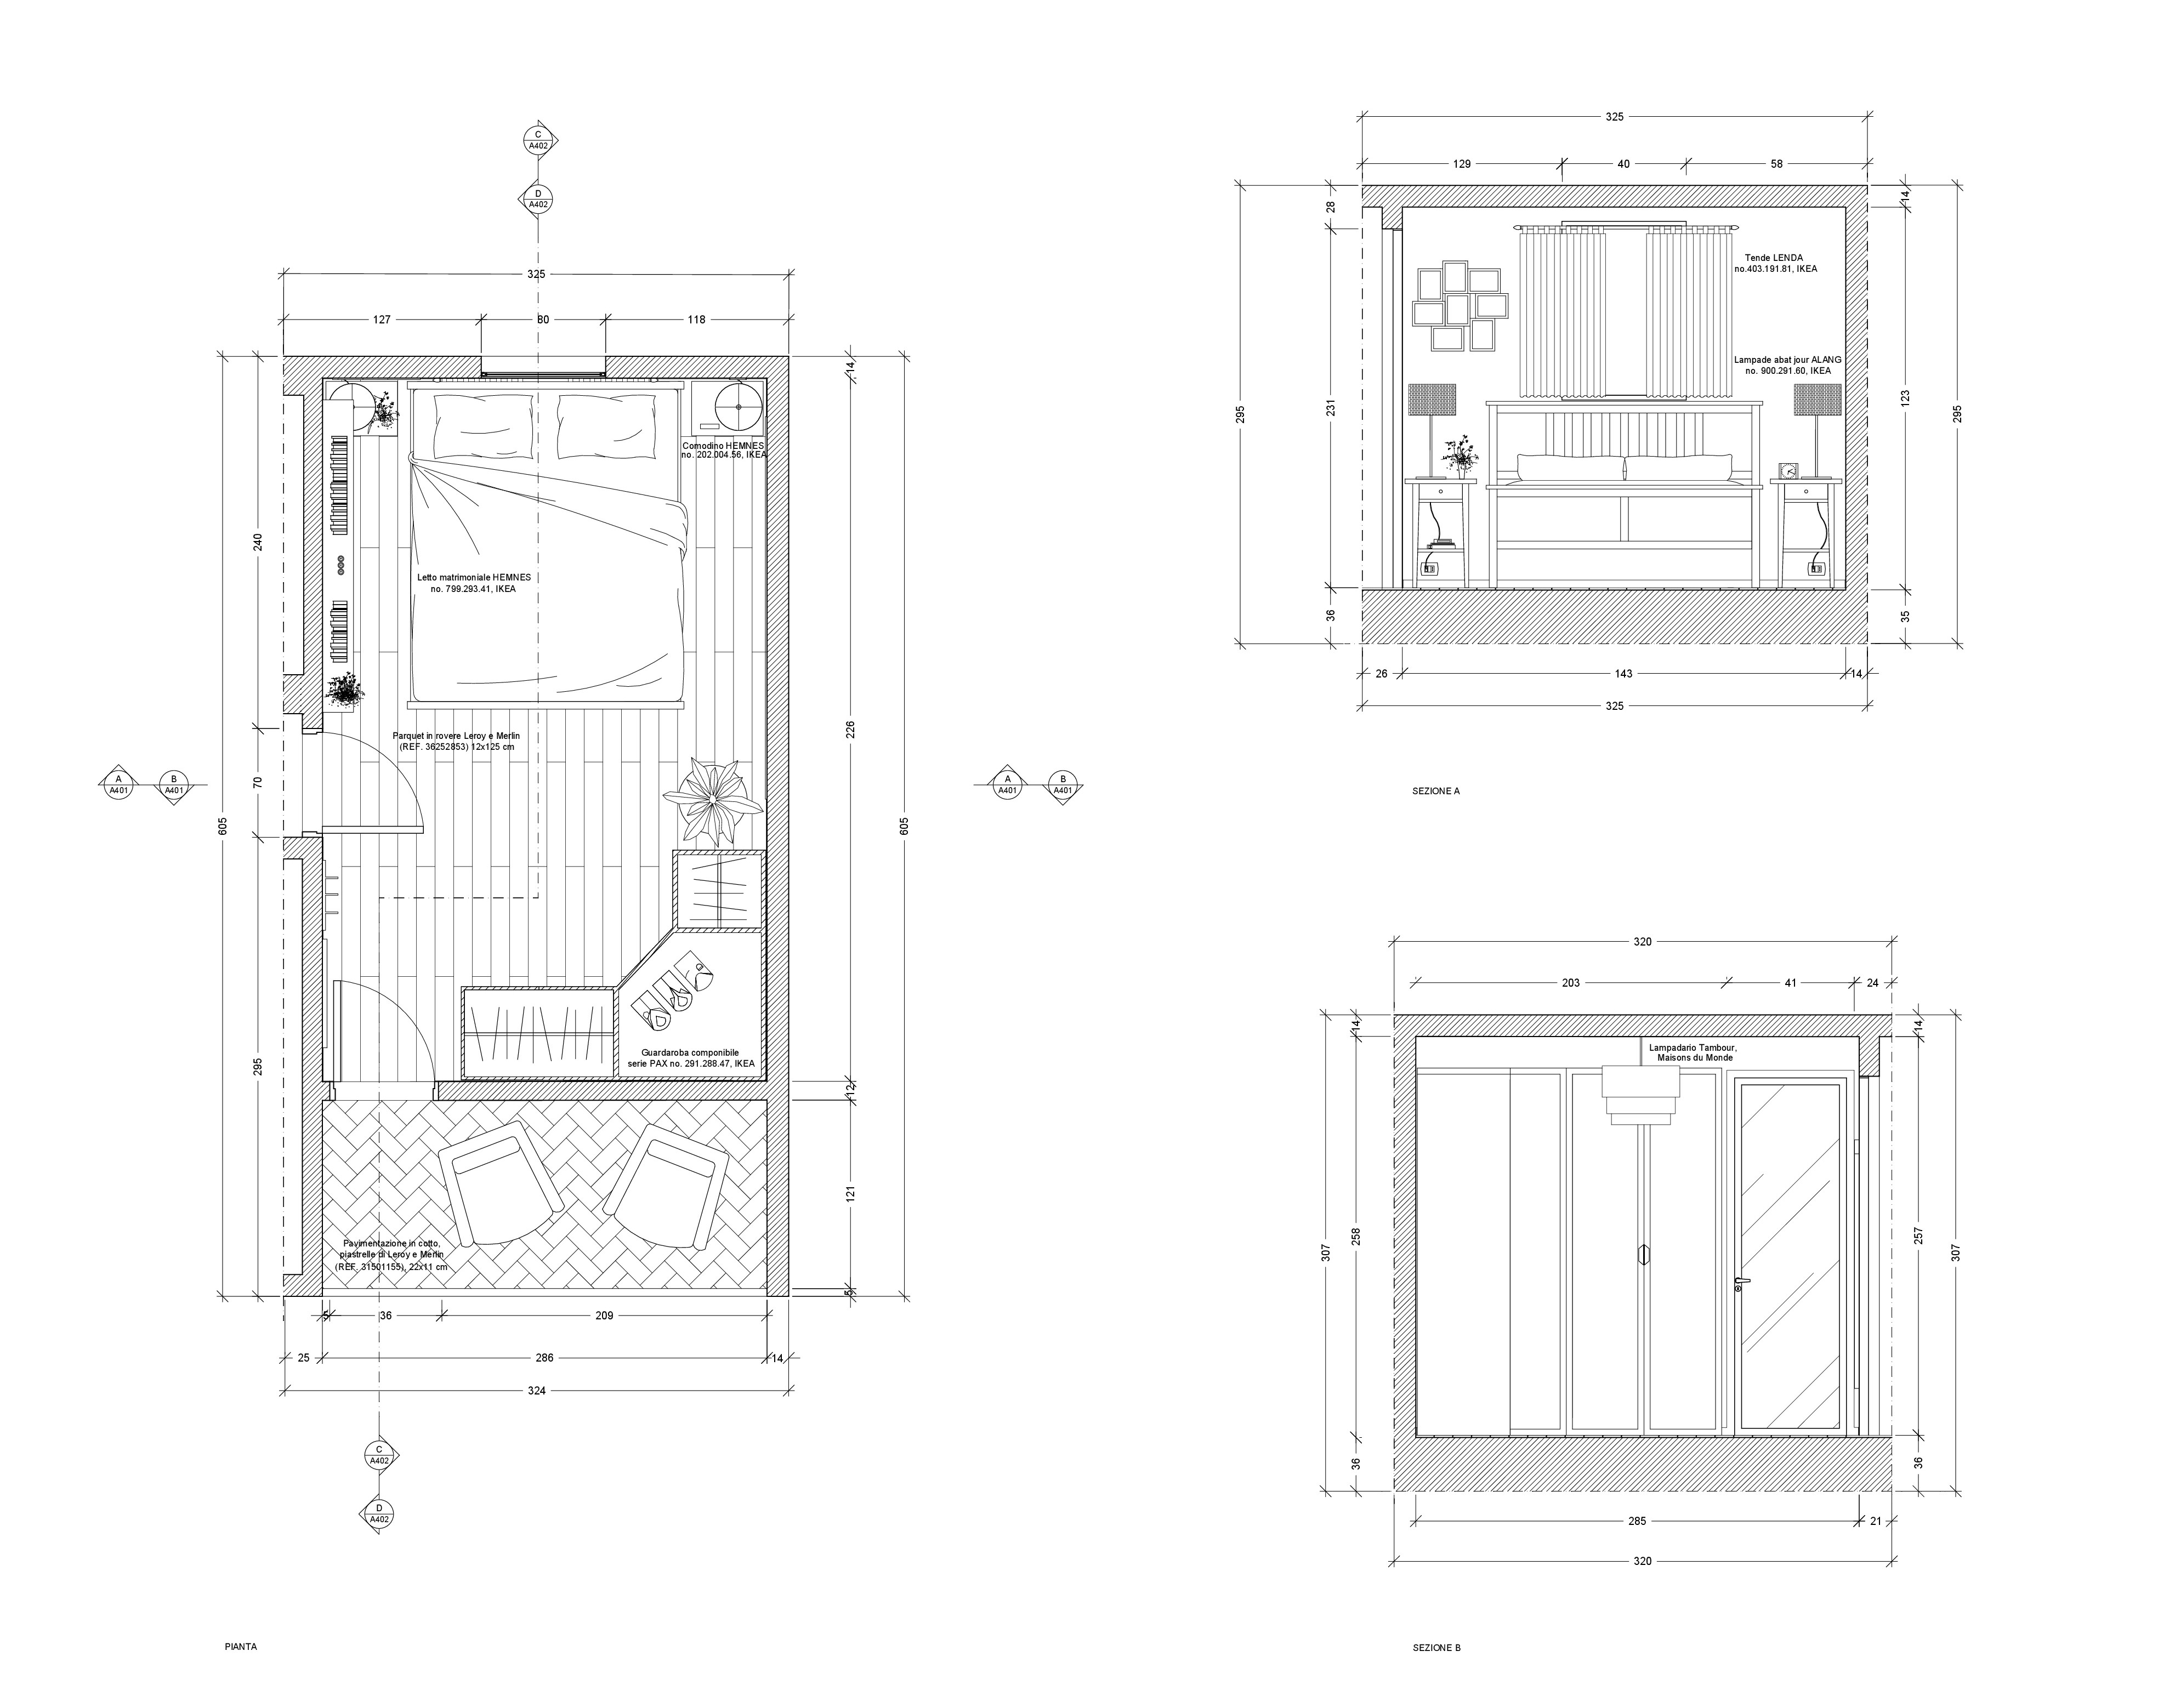 C
A402
D
A402
325
127
80
118
14
240
70
295
605
226
605
12
121
5
Comodino HEMNES
no. 202.004.56, IKEA
Letto matrimoniale HEMNES
no. 799.293.41, IKEA
Parquet in rovere Leroy e Merlin
(REF. 36252853) 12x125 cm
A
A401
B
A401
A
A401
B
A401
Guardaroba componibile
serie PAX no. 291.288.47, IKEA
Pavimentazione in cotto,
piastrelle di Leroy e Merlin
(REF. 31501155), 22x11 cm
5
36
209
25
286
14
324
C
A402
D
A402
PIANTA
325
129
40
58
28
14
295
231
123
295
36
35
Tende LENDA
no.403.191.81, IKEA
Lampade abat jour ALANG
no. 900.291.60, IKEA
26
143
14
325
SEZIONE A
320
203
41
24
14
14
Lampadario Tambour,
Maisons du Monde
307
258
257
307
36
36
285
21
320
SEZIONE B